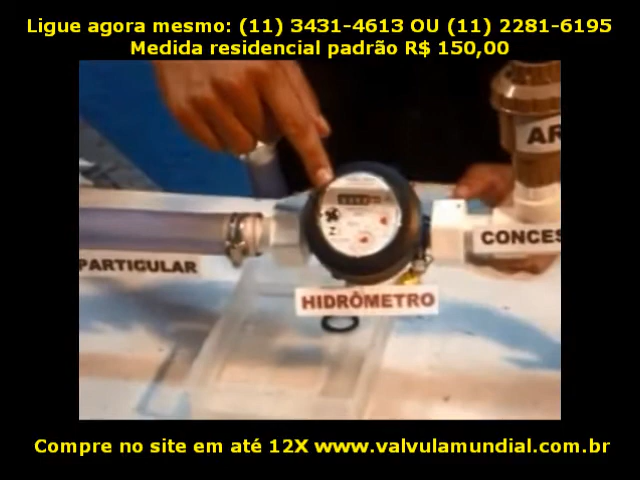 Ligue agora mesmo: (11) 3431-4613 OU (11) 2281-6195
Medida residencial padrão R$ 150,00
AR
CONCES
PARTICULAR
HIDRÔMETRO
Compre no site em até 12X www.valvulamundial.com.br